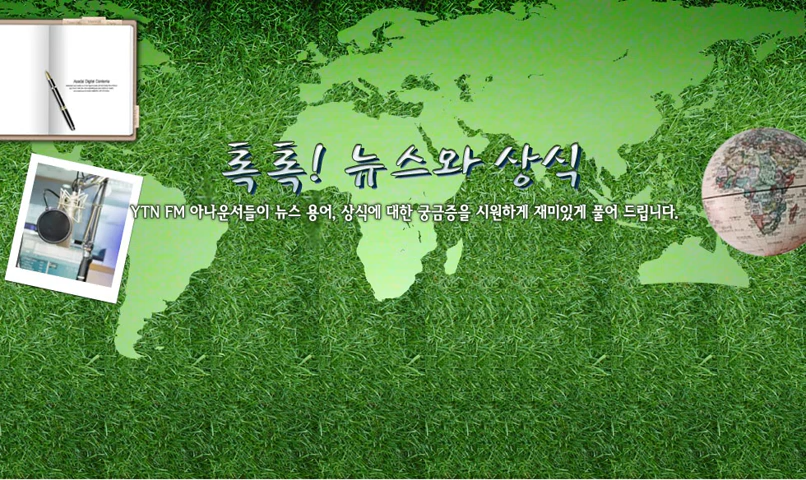 톡톡! 뉴스와 상식
YTN FM 아나운서들이 뉴스 용어, 상식에 대한 궁금증을 시원하게 재미있게 풀어 드립니다.